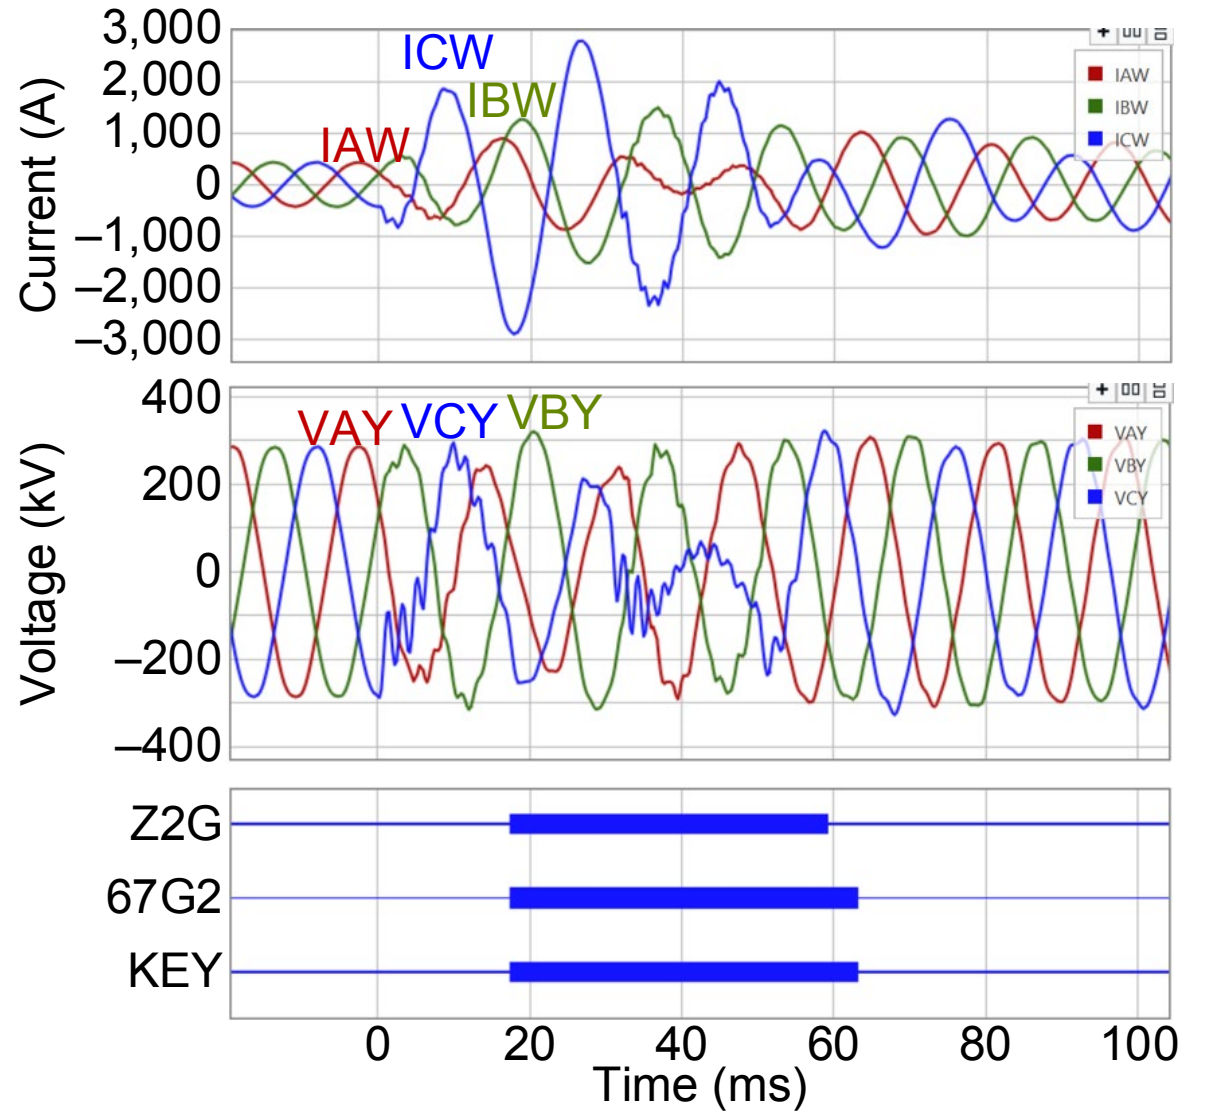 Current (A)
3,000
2,000
1,000
0
–1,000
–2,000
–3,000
ICW
IBW
IAW
+
IAW
IBW
ICW
Voltage (kV)
400
200
0
–200
–400
VAY VCY VBY
+
VAY
VBY
VCY
Z2G
67G2
KEY
0 20 40 60 80 100
Time (ms)